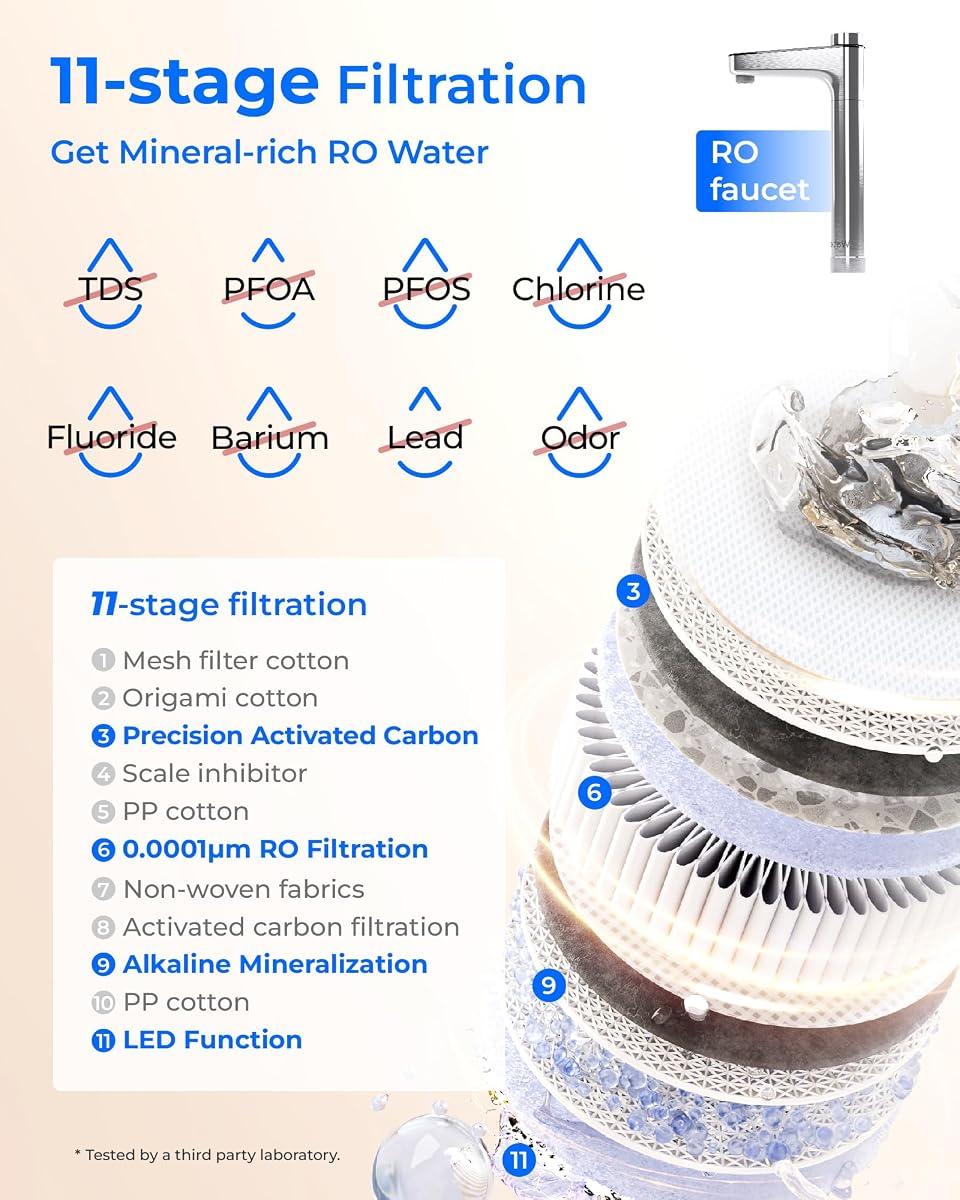 11-stage Filtration
Get Mineral-rich RO Water
RO
faucet
TDS
PFOA
PFOS
Chlorine
Fluoride
Barium
Lead
Odor
11-stage filtration
1 Mesh filter cotton
2 Origami cotton
3 Precision Activated Carbon
4 Scale inhibitor
5 PP cotton
6 0.0001μm RO Filtration
7 Non-woven fabrics
8 Activated carbon filtration
9 Alkaline Mineralization
10 PP cotton
11 LED Function
3
6
9
11
* Tested by a third party laboratory.